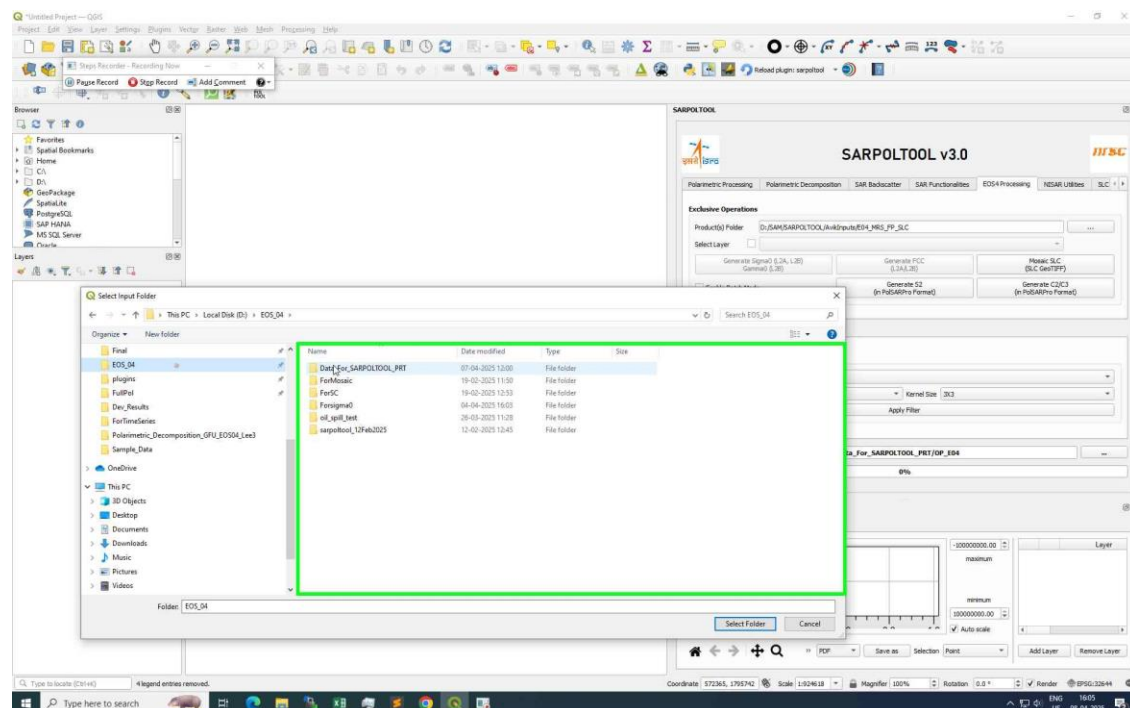 *Untitled Project — QGIS
Project Edit View Layer Settings Plugins Vector Raster Web Mesh Processing Help
Steps Recorder - Recording Now
Pause Record Stop Record Add Comment
Reload plugin: sarpoltool
Browser
Favorites
Spatial Bookmarks
Home
C:\
D:\
GeoPackage
SpatiaLite
PostgreSQL
SAP HANA
MS SQL Server
Oracle
Layers
SARPOLTOOL
इसरो isro
SARPOLTOOL v3.0
nrsc
Polarimetric Processing Polarimetric Decomposition SAR Backscatter SAR Functionalities EOS4 Processing NISAR Utilities SLC
Exclusive Operations
Product(s) Folder D:/SAM/SARPOLTOOL/AvikInputs/E04_MRS_FP_SLC ...
Select Layer
Generate Sigma0 (L2A, L2B) Gamma0 (L2B)
Generate FCC (L2A,L2B)
Mosaic SLC (SLC GeoTIFF)
Generate S2 (in PolSARPro Format)
Generate C2/C3 (in PolSARPro Format)
Kernel Size 3X3
Apply Filter
ta_For_SARPOLTOOL_PRT/OP_E04 ...
0%
Select Input Folder
This PC > Local Disk (D:) > EOS_04 >
Search EOS_04
Organize New folder
Final
EOS_04
plugins
FullPol
Dev_Results
ForTimeSeries
Polarimetric_Decomposition_GFU_EOS04_Lee3
Sample_Data
OneDrive
This PC
3D Objects
Desktop
Documents
Downloads
Music
Pictures
Videos
Name Date modified Type Size
Data_For_SARPOLTOOL_PRT 07-04-2025 12:00 File folder
ForMosaic 19-02-2025 11:50 File folder
ForSC 19-02-2025 12:53 File folder
Forsigma0 04-04-2025 16:03 File folder
oil_spill_test 26-03-2025 11:28 File folder
sarpoltool_12Feb2025 12-02-2025 12:45 File folder
Folder: EOS_04
Select Folder Cancel
-100000000.00
maximum
minimum
100000000.00
Auto scale
Layer
PDF Save as Selection Point Add Layer Remove Layer
Type to locate (Ctrl+K) 4 legend entries removed.
Coordinate 572365, 1795742 Scale 1:924618 Magnifier 100% Rotation 0.0 ° Render EPSG:32644
Type here to search
ENG 16:05